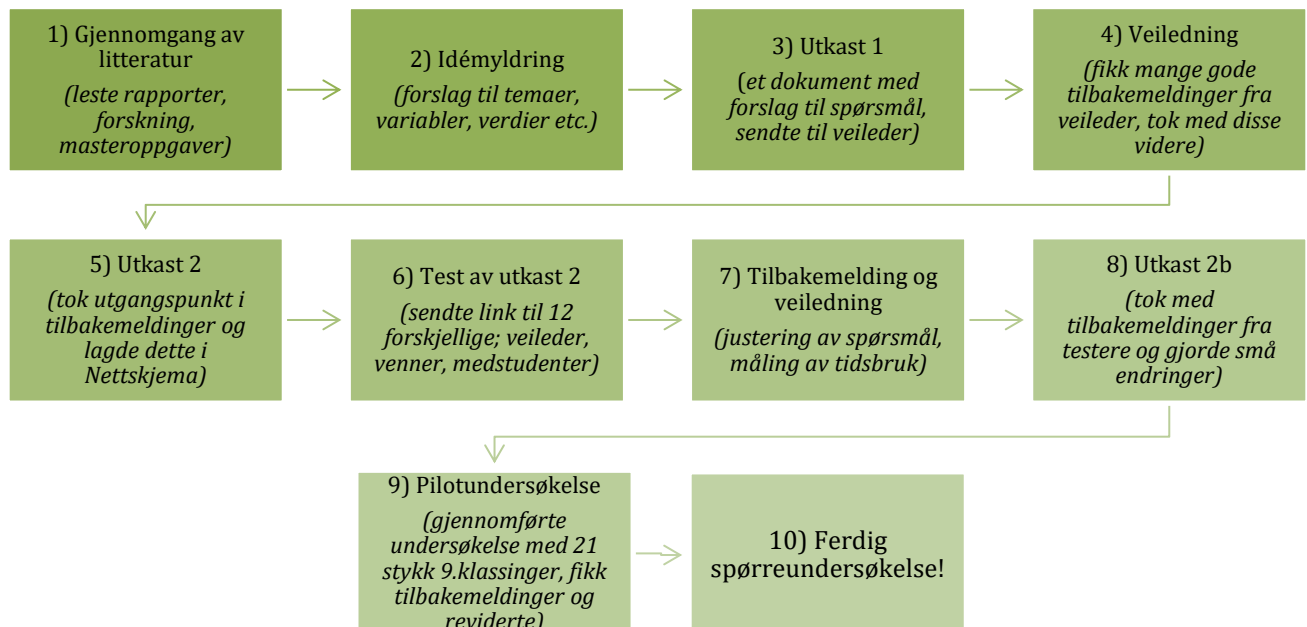 1) Gjennomgang av
litteratur
(leste rapporter,
forskning,
masteroppgaver)
2) Idémyldring
(forslag til temaer,
variabler, verdier etc.)
3) Utkast 1
(et dokument med
forslag til spørsmål,
sendte til veileder)
4) Veiledning
(fikk mange gode
tilbakemeldinger fra
veileder, tok med disse
videre)
5) Utkast 2
(tok utgangspunkt i
tilbakemeldinger og
lagde dette i
Nettskjema)
6) Test av utkast 2
(sendte link til 12
forskjellige; veileder,
venner, medstudenter)
7) Tilbakemelding og
veiledning
(justering av spørsmål,
måling av tidsbruk)
8) Utkast 2b
(tok med
tilbakemeldinger fra
testere og gjorde små
endringer)
9) Pilotundersøkelse
(gjennomførte
undersøkelse med 21
stykk 9.klassinger, fikk
tilbakemeldinger og
reviderte)
10) Ferdig
spørreundersøkelse!